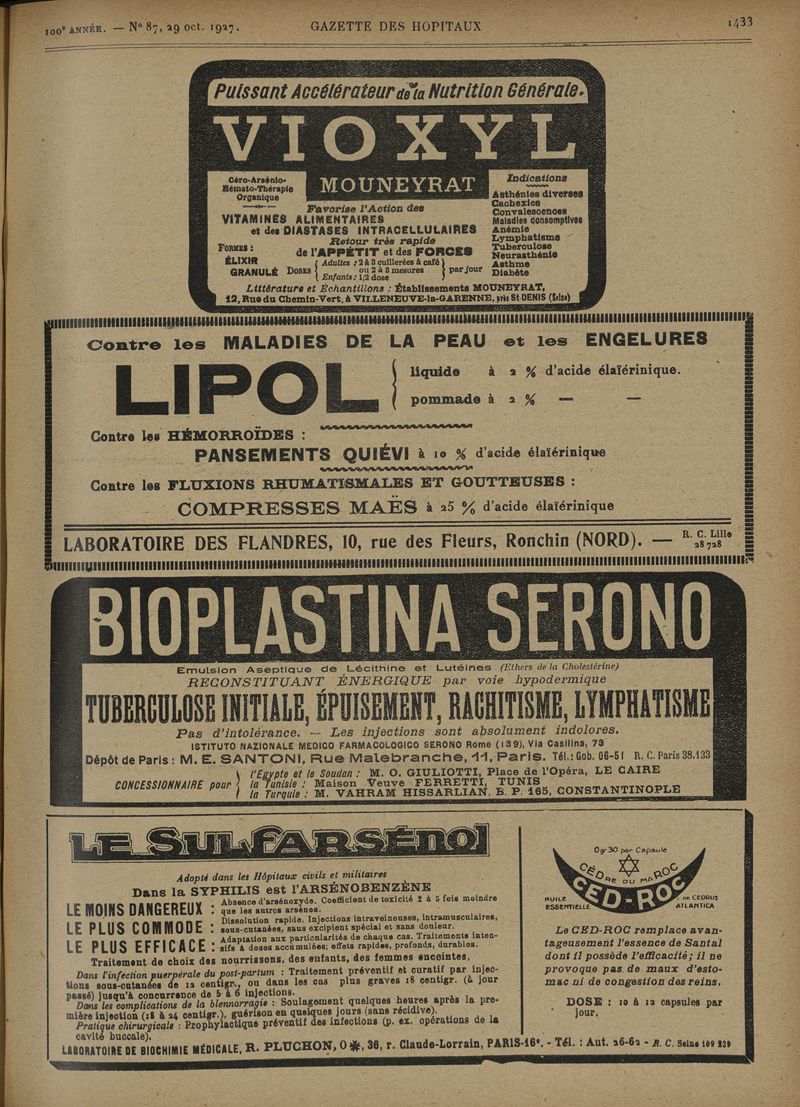 100e ANNÉE. — N° 87, 29 oct. 1927.
GAZETTE DES HOPITAUX
1433
Puissant Accélérateur de la Nutrition Générale.
VIOXYL
MOUNEYRAT
Céro-Arsénio-
Hémato-Thérapie
Organique
Favorise l'Action des
VITAMINES ALIMENTAIRES
et des DIASTASES INTRACELLULAIRES
Retour très rapide
de l'APPÉTIT et des FORCES
FORMES :
ÉLIXIR
GRANULÉ
DOSES
Adultes : 2 à 3 cuillerées à café
ou 2 à 3 mesures
Enfants : 1/2 dose
par jour
Indications
Asthénies diverses
Cachexies
Convalescences
Maladies consomptives
Anémie
Lymphatisme
Tuberculose
Neurasthénie
Asthme
Diabète
Littérature et Échantillons : Établissements MOUNEYRAT,
12, Rue du Chemin-Vert, à VILLENEUVE-la-GARENNE, près St-DENIS (Seine)
Contre les MALADIES DE LA PEAU et les ENGELURES
LIPOL
liquide à 2 % d'acide élaïérinique.
pommade à 2 % — —
Contre les HÉMORROÏDES :
PANSEMENTS QUIÉVI à 10 % d'acide élaïérinique
Contre les FLUXIONS RHUMATISMALES ET GOUTTEUSES :
COMPRESSES MAËS à 25 % d'acide élaïérinique
LABORATOIRE DES FLANDRES, 10, rue des Fleurs, Ronchin (NORD). — R. C. Lille
28 728
BIOPLASTINA SERONO
Emulsion Aseptique de Lécithine et Lutéines (Ethers de la Cholestérine)
RECONSTITUANT ÉNERGIQUE par voie hypodermique
TUBERCULOSE INITIALE, ÉPUISEMENT, RACHITISME, LYMPHATISME
Pas d'intolérance. — Les injections sont absolument indolores.
ISTITUTO NAZIONALE MEDICO FARMACOLOGICO SERONO Rome (139), Via Casilina, 73
Dépôt de Paris : M. E. SANTONI, Rue Malebranche, 11, Paris. Tél.: Gob. 06-51 R. C. Paris 38.133
CONCESSIONNAIRE pour
l'Egypte et le Soudan : M. O. GIULIOTTI, Place de l'Opéra, LE CAIRE
la Tunisie : Maison Veuve FERRETTI, TUNIS
la Turquie : M. VAHRAM HISSARLIAN, B. P. 165, CONSTANTINOPLE
LE SULFARSÉNOL
Adopté dans les Hôpitaux civils et militaires
Dans la SYPHILIS est l'ARSÉNOBENZÈNE
LE MOINS DANGEREUX : Absence d'arsénoxyde. Coefficient de toxicité 2 à 5 fois moindre
que les autres arsénos.
LE PLUS COMMODE : Dissolution rapide. Injections intraveineuses, intramusculaires,
sous-cutanées, sans excipient spécial et sans douleur.
LE PLUS EFFICACE : Adaptation aux particularités de chaque cas. Traitements inten-
sifs à doses accumulées; effets rapides, profonds, durables.
Traitement de choix des nourrissons, des enfants, des femmes enceintes.
Dans l'infection puerpérale du post-partum : Traitement préventif et curatif par injec-
tions sous-cutanées de 12 centigr., ou dans les cas plus graves 18 centigr. (à jour
passé) jusqu'à concurrence de 5 à 6 injections.
Dans les complications de la blennorragie : Soulagement quelques heures après la pre-
mière injection (18 à 24 centigr.), guérison en quelques jours (sans récidive).
Pratique chirurgicale : Prophylactique préventif des infections (p. ex. opérations de la
cavité buccale).
0gr30 par Capsule
CÈDRE DU MAROC
CED-ROC
HUILE
ESSENTIELLE
DE CEDRUS
ATLANTICA
Le CED-ROC remplace avan-
tageusement l'essence de Santal
dont il possède l'efficacité; il ne
provoque pas de maux d'esto-
mac ni de congestion des reins.
DOSE : 10 à 12 capsules par
jour.
LABORATOIRE DE BIOCHIMIE MÉDICALE, R. PLUCHON, O ✻, 36, r. Claude-Lorrain, PARIS-16e. - Tél. : Aut. 26-62 - R. C. Seine 109 239